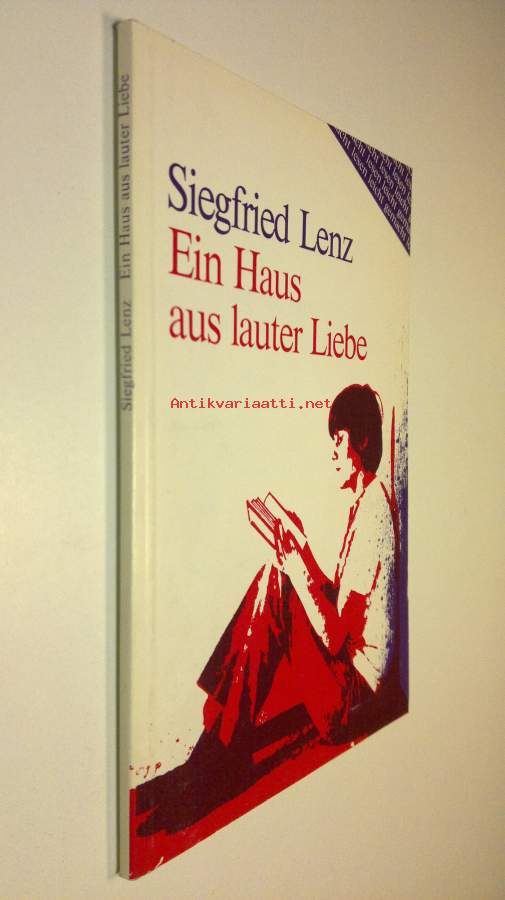 Siegfried Lenz Ein Haus aus lauter Liebe
Siegfried Lenz
Ein Haus
aus lauter Liebe
Antikvariaatti.net